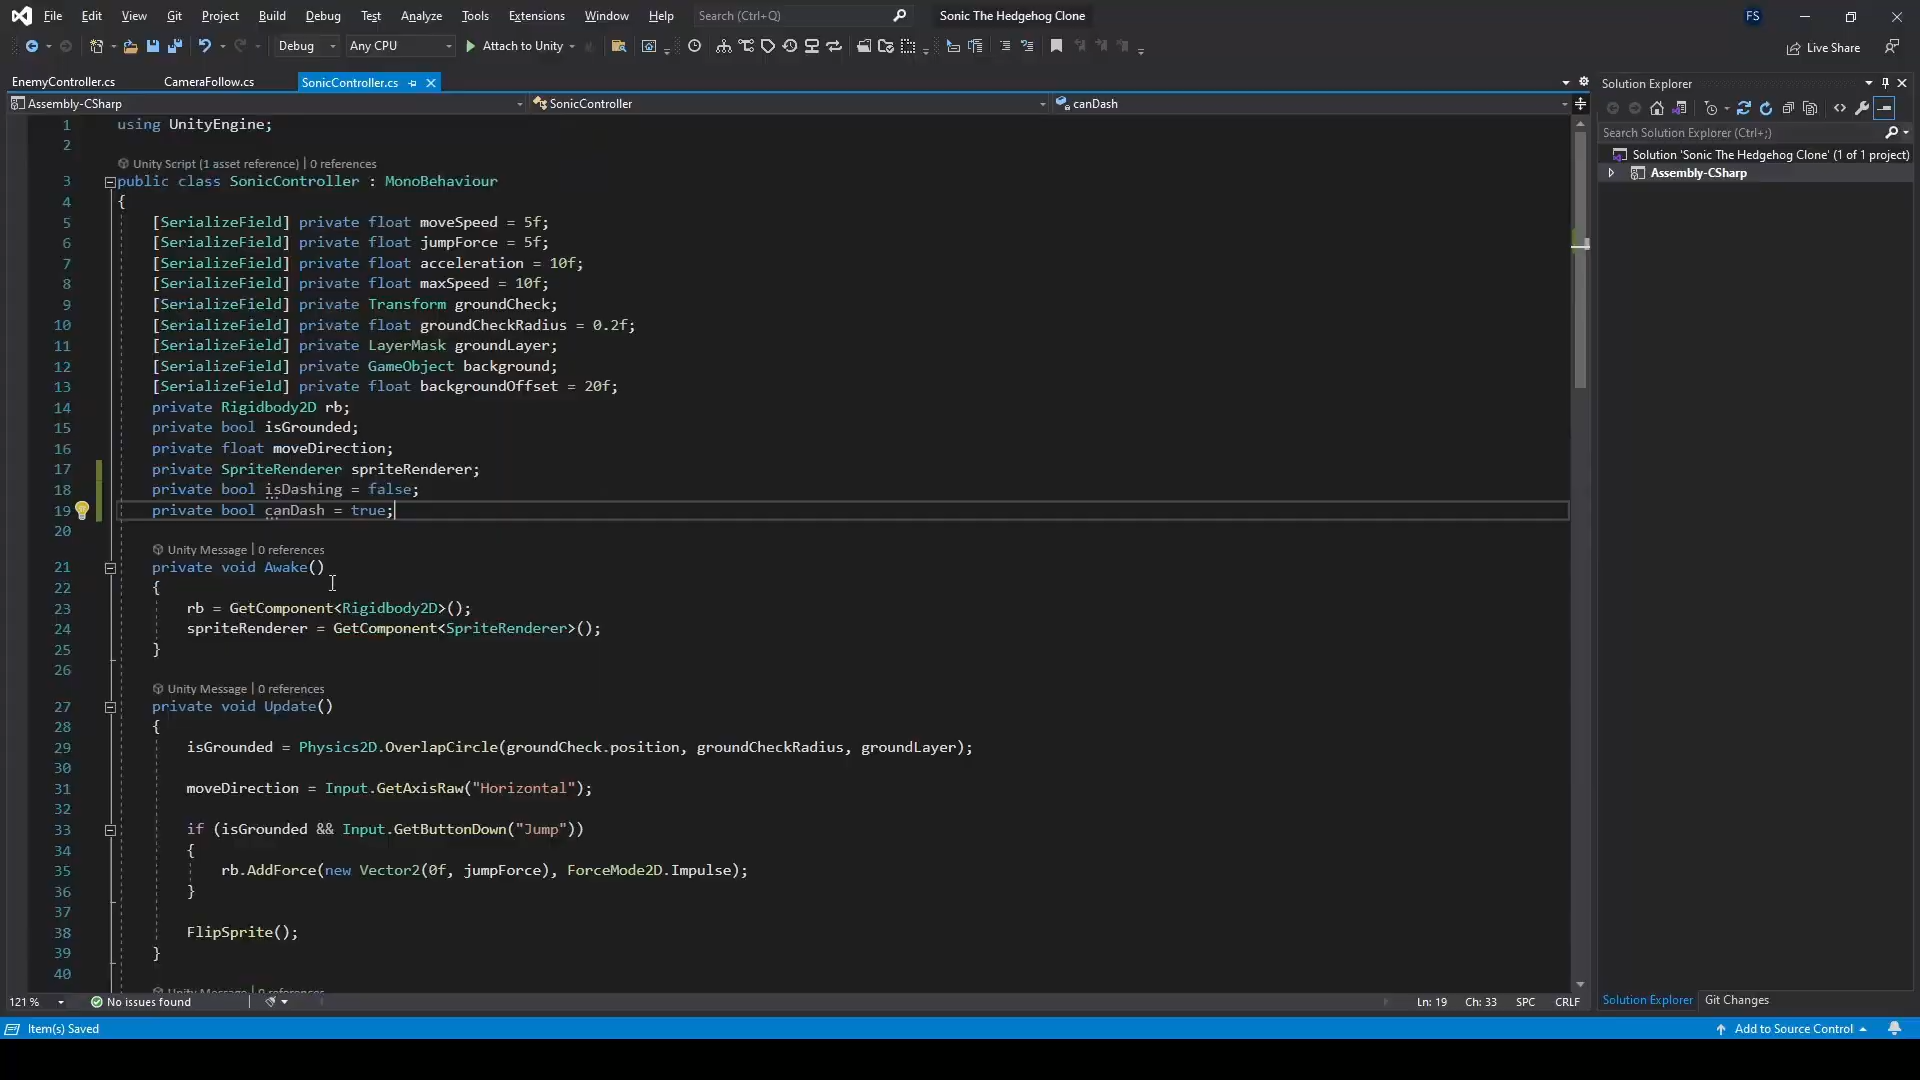 File Edit View Git Project Build Debug Test Analyze Tools Extensions Window Help Search (Ctrl+Q) Sonic The Hedgehog Clone FS
Debug Any CPU Attach to Unity Live Share
EnemyController.cs CameraFollow.cs SonicController.cs
Assembly-CSharp SonicController canDash
1 using UnityEngine;
2
Unity Script (1 asset reference) | 0 references
3 public class SonicController : MonoBehaviour
4 {
5 [SerializeField] private float moveSpeed = 5f;
6 [SerializeField] private float jumpForce = 5f;
7 [SerializeField] private float acceleration = 10f;
8 [SerializeField] private float maxSpeed = 10f;
9 [SerializeField] private Transform groundCheck;
10 [SerializeField] private float groundCheckRadius = 0.2f;
11 [SerializeField] private LayerMask groundLayer;
12 [SerializeField] private GameObject background;
13 [SerializeField] private float backgroundOffset = 20f;
14 private Rigidbody2D rb;
15 private bool isGrounded;
16 private float moveDirection;
17 private SpriteRenderer spriteRenderer;
18 private bool isDashing = false;
19 private bool canDash = true;
20
Unity Message | 0 references
21 private void Awake()
22 {
23 rb = GetComponent<Rigidbody2D>();
24 spriteRenderer = GetComponent<SpriteRenderer>();
25 }
26
Unity Message | 0 references
27 private void Update()
28 {
29 isGrounded = Physics2D.OverlapCircle(groundCheck.position, groundCheckRadius, groundLayer);
30
31 moveDirection = Input.GetAxisRaw("Horizontal");
32
33 if (isGrounded && Input.GetButtonDown("Jump"))
34 {
35 rb.AddForce(new Vector2(0f, jumpForce), ForceMode2D.Impulse);
36 }
37
38 FlipSprite();
39 }
40
Unity Message | 0 references
Solution Explorer
Search Solution Explorer (Ctrl+;)
Solution 'Sonic The Hedgehog Clone' (1 of 1 project)
Assembly-CSharp
Solution Explorer Git Changes
121 % No issues found Ln: 19 Ch: 33 SPC CRLF
Item(s) Saved Add to Source Control